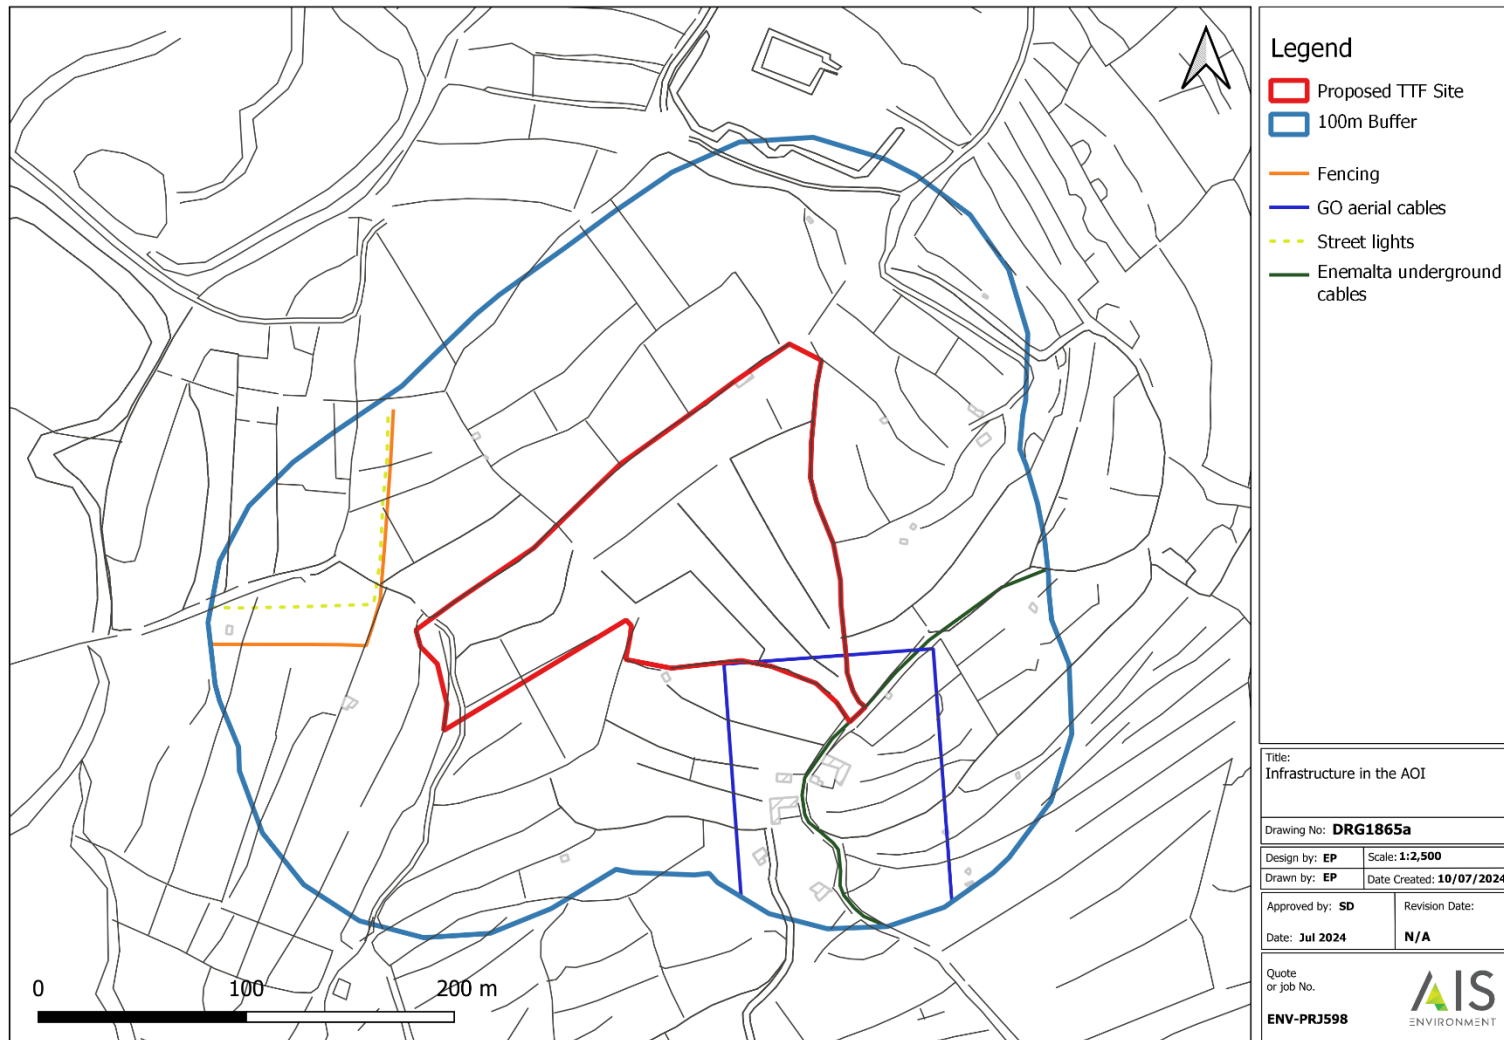 Legend
Proposed TTF Site
100m Buffer
Fencing
GO aerial cables
Street lights
Enemalta underground
cables
Title:
Infrastructure in the AOI
Drawing No: DRG1865a
Design by: EP
Scale: 1:2,500
Drawn by: EP
Date Created: 10/07/2024
Approved by: SD
Revision Date:
Date: Jul 2024
N/A
Quote
or job No.
ENV-PRJ598
AIS
ENVIRONMENT
0
100
200 m